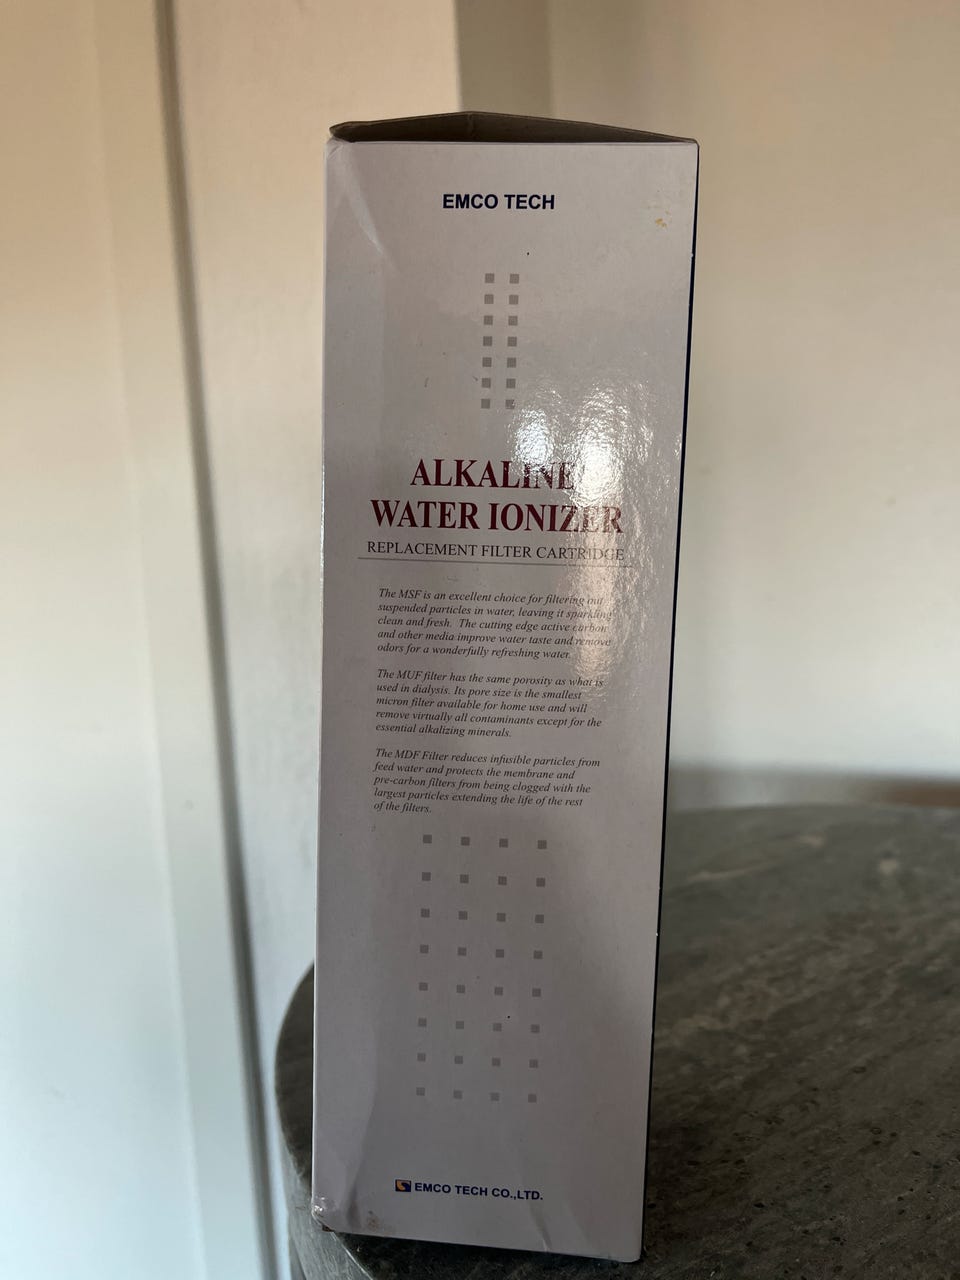 EMCO TECH
ALKALINE
WATER IONIZER
REPLACEMENT FILTER CARTRIDGE
The MSF is an excellent choice for filtering out
suspended particles in water, leaving it sparkling
clean and fresh. The cutting edge active carbon
and other media improve water taste and remove
odors for a wonderfully refreshing water.
The MUF filter has the same porosity as what is
used in dialysis. Its pore size is the smallest
micron filter available for home use and will
remove virtually all contaminants except for the
essential alkalizing minerals.
The MDF Filter reduces infusible particles from
feed water and protects the membrane and
pre-carbon filters from being clogged with the
largest particles extending the life of the rest
of the filters.
EMCO TECH CO.,LTD.